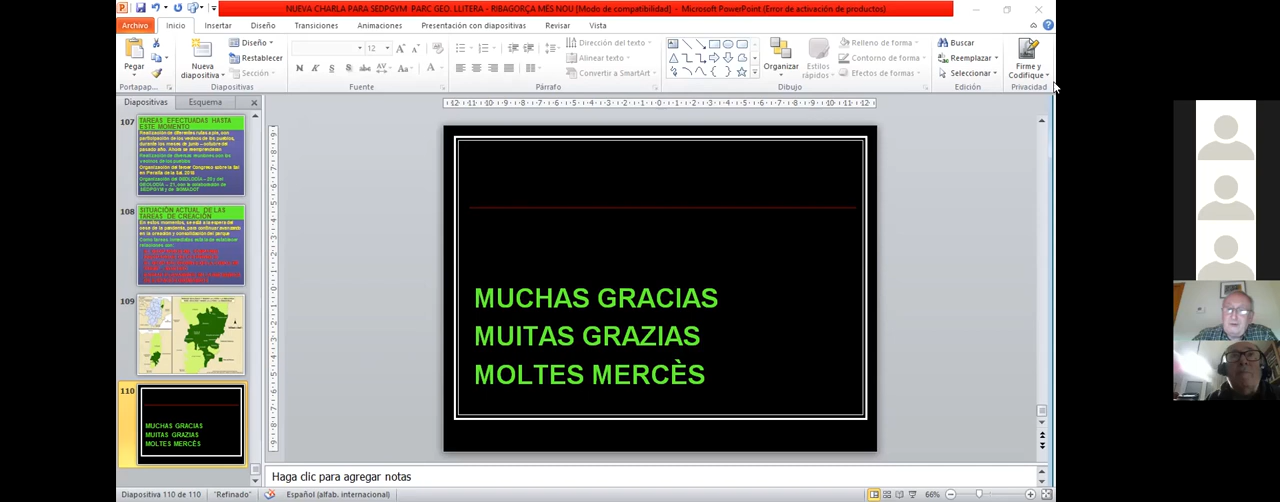 NUEVA CHARLA PARA SEDPGYM PARC GEO. LLITERA - RIBAGORÇA MÉS NOU [Modo de compatibilidad] - Microsoft PowerPoint (Error de activación de productos)
Archivo Inicio Insertar Diseño Transiciones Animaciones Presentación con diapositivas Revisar Vista
Pegar
Portapap...
Nueva diapositiva
Diseño
Restablecer
Sección
Diapositivas
12
Fuente
Dirección del texto
Alinear texto
Convertir a SmartArt
Párrafo
Organizar
Estilos rápidos
Relleno de forma
Contorno de forma
Efectos de formas
Dibujo
Buscar
Reemplazar
Seleccionar
Edición
Firme y Codifique
Privacidad
Diapositivas Esquema
107
TAREAS EFECTUADAS HASTA
ESTE MOMENTO
108
SITUACIÓN ACTUAL DE LAS
TAREAS DE CREACIÓN
109
110
MUCHAS GRACIAS
MUITAS GRAZIAS
MOLTES MERCÈS
MUCHAS GRACIAS
MUITAS GRAZIAS
MOLTES MERCÈS
Haga clic para agregar notas
Diapositiva 110 de 110 "Refinado" Español (alfab. internacional) 66%